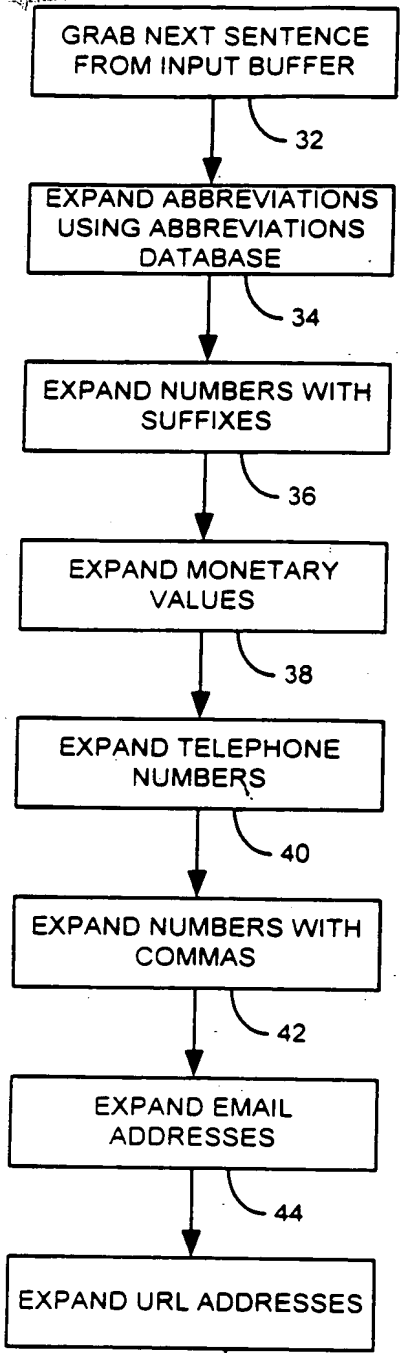 GRAB NEXT SENTENCE
FROM INPUT BUFFER
32
EXPAND ABBREVIATIONS
USING ABBREVIATIONS
DATABASE
34
EXPAND NUMBERS WITH
SUFFIXES
36
EXPAND MONETARY
VALUES
38
EXPAND TELEPHONE
NUMBERS
40
EXPAND NUMBERS WITH
COMMAS
42
EXPAND EMAIL
ADDRESSES
44
EXPAND URL ADDRESSES